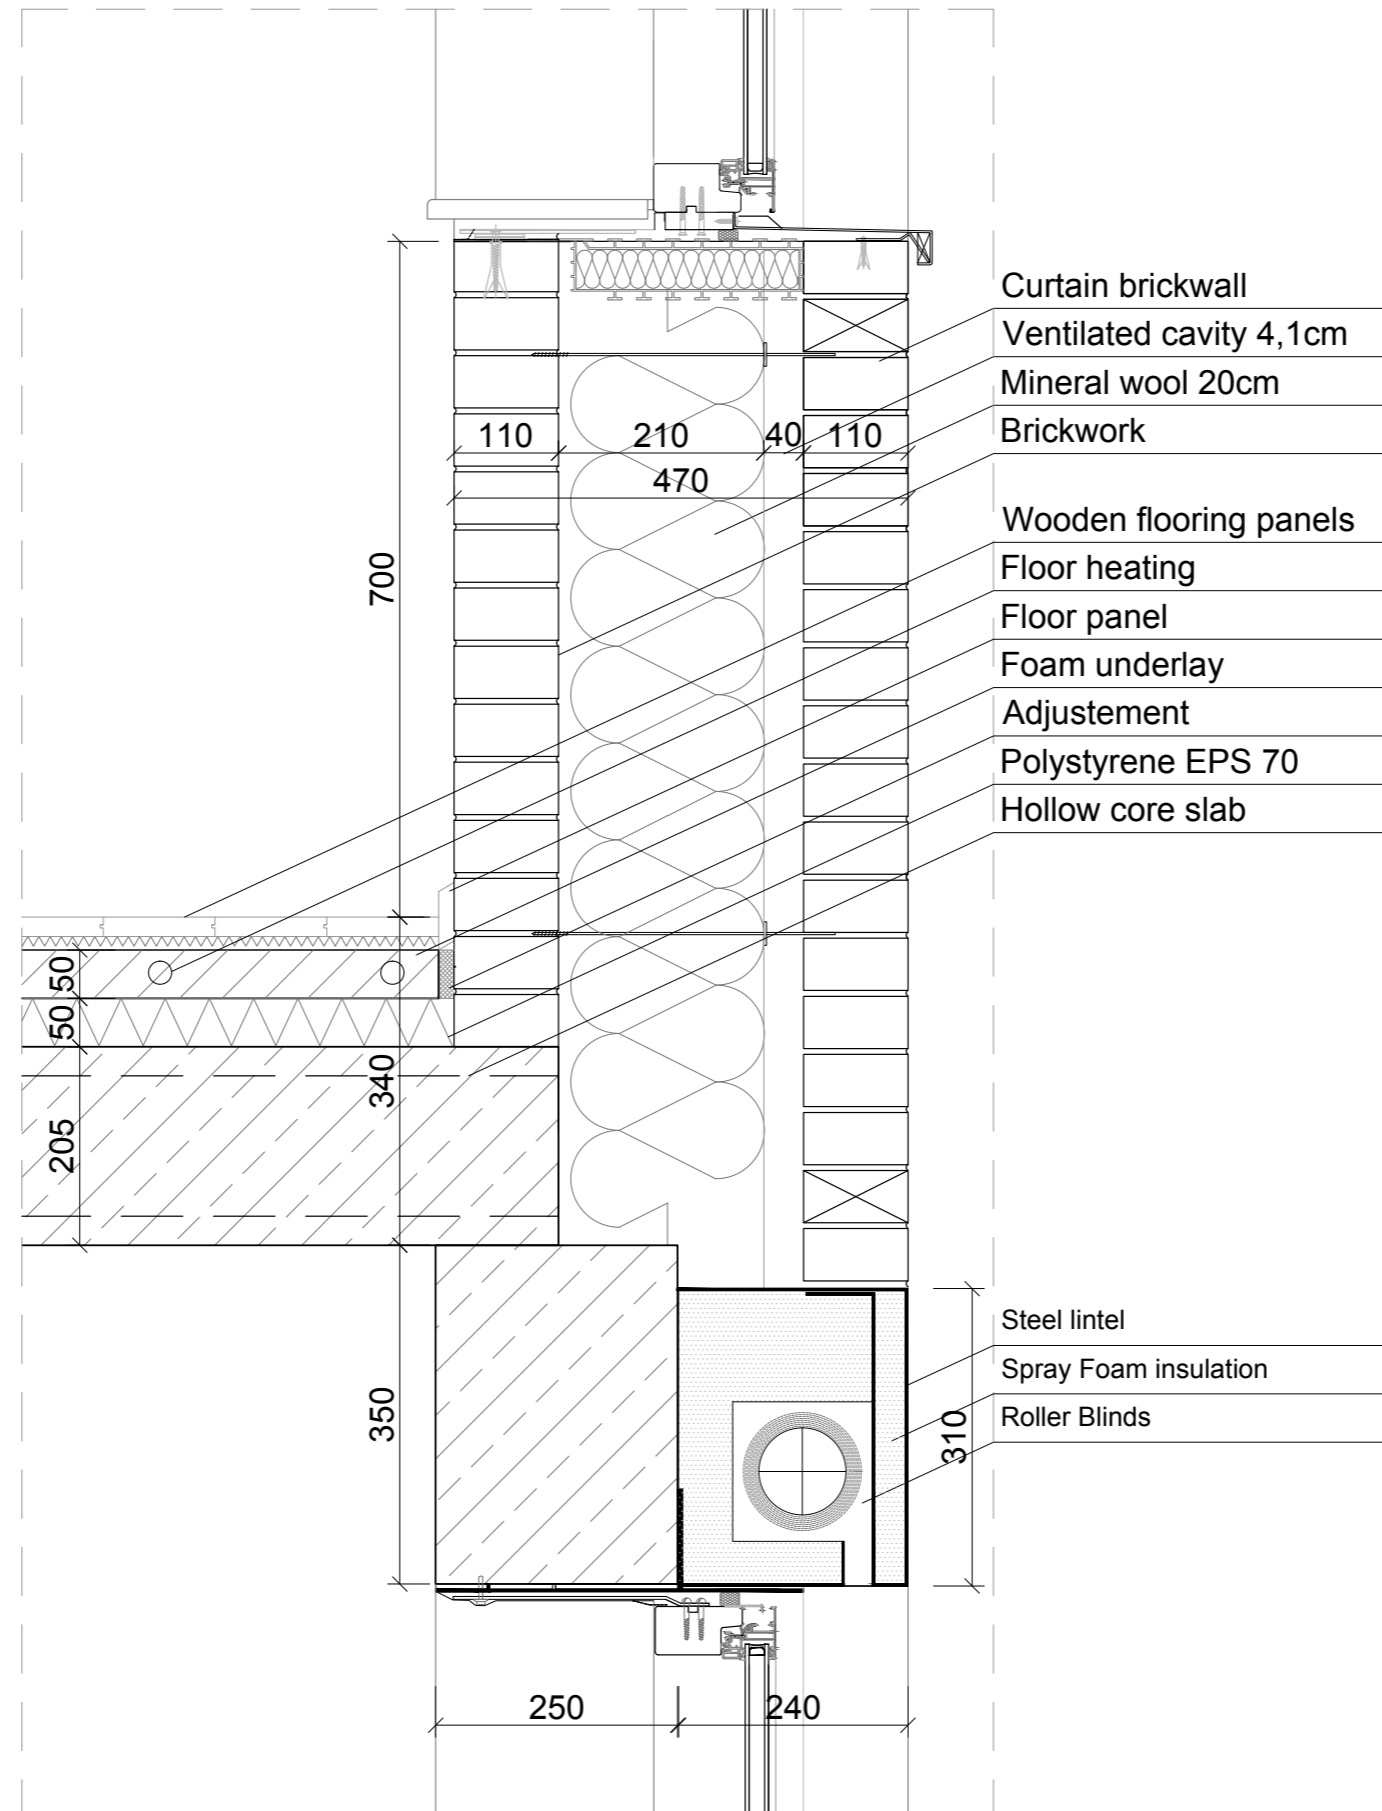 Curtain brickwall
Ventilated cavity 4,1cm
Mineral wool 20cm
Brickwork
110
210
40
110
470
Wooden flooring panels
Floor heating
Floor panel
Foam underlay
Adjustement
Polystyrene EPS 70
Hollow core slab
700
50
50
340
205
Steel lintel
Spray Foam insulation
Roller Blinds
350
310
250
240